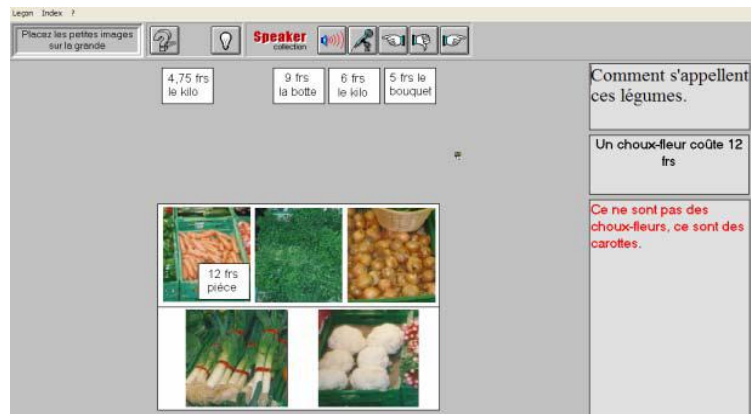 Leçon Index ?
Placez les petites images
sur la grande
Speaker
collection
4,75 frs
le kilo
9 frs
la botte
6 frs
le kilo
5 frs le
bouquet
Comment s'appellent
ces légumes.
Un choux-fleur coûte 12
frs
Ce ne sont pas des
choux-fleurs, ce sont des
carottes.
12 frs
piéce